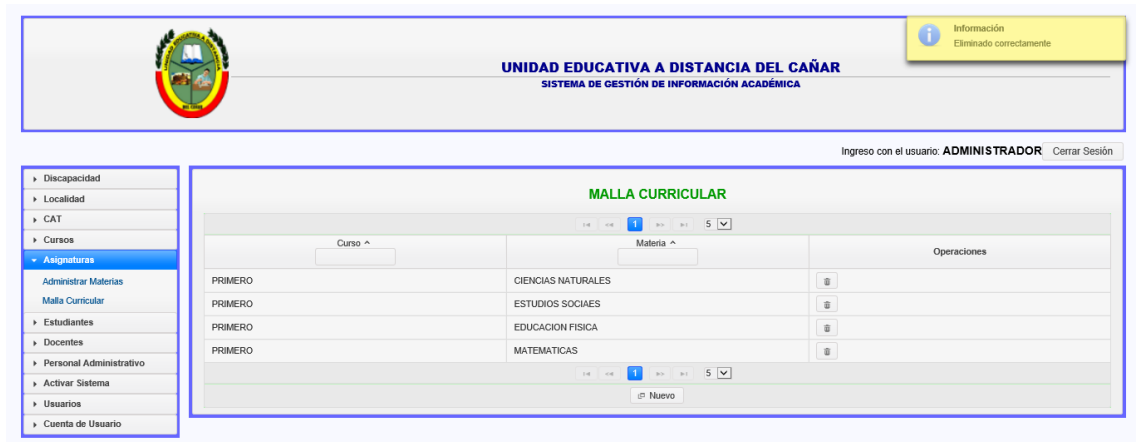 Información
Eliminado correctamente
UNIDAD EDUCATIVA A DISTANCIA DEL CAÑAR
SISTEMA DE GESTIÓN DE INFORMACIÓN ACADÉMICA
Ingreso con el usuario: ADMINISTRADOR Cerrar Sesión
Discapacidad
Localidad
CAT
Cursos
Asignaturas
Administrar Materias
Malla Curricular
Estudiantes
Docentes
Personal Administrativo
Activar Sistema
Usuarios
Cuenta de Usuario
MALLA CURRICULAR
1 5
Curso Materia Operaciones
PRIMERO CIENCIAS NATURALES
PRIMERO ESTUDIOS SOCIAES
PRIMERO EDUCACION FISICA
PRIMERO MATEMATICAS
1 5
Nuevo